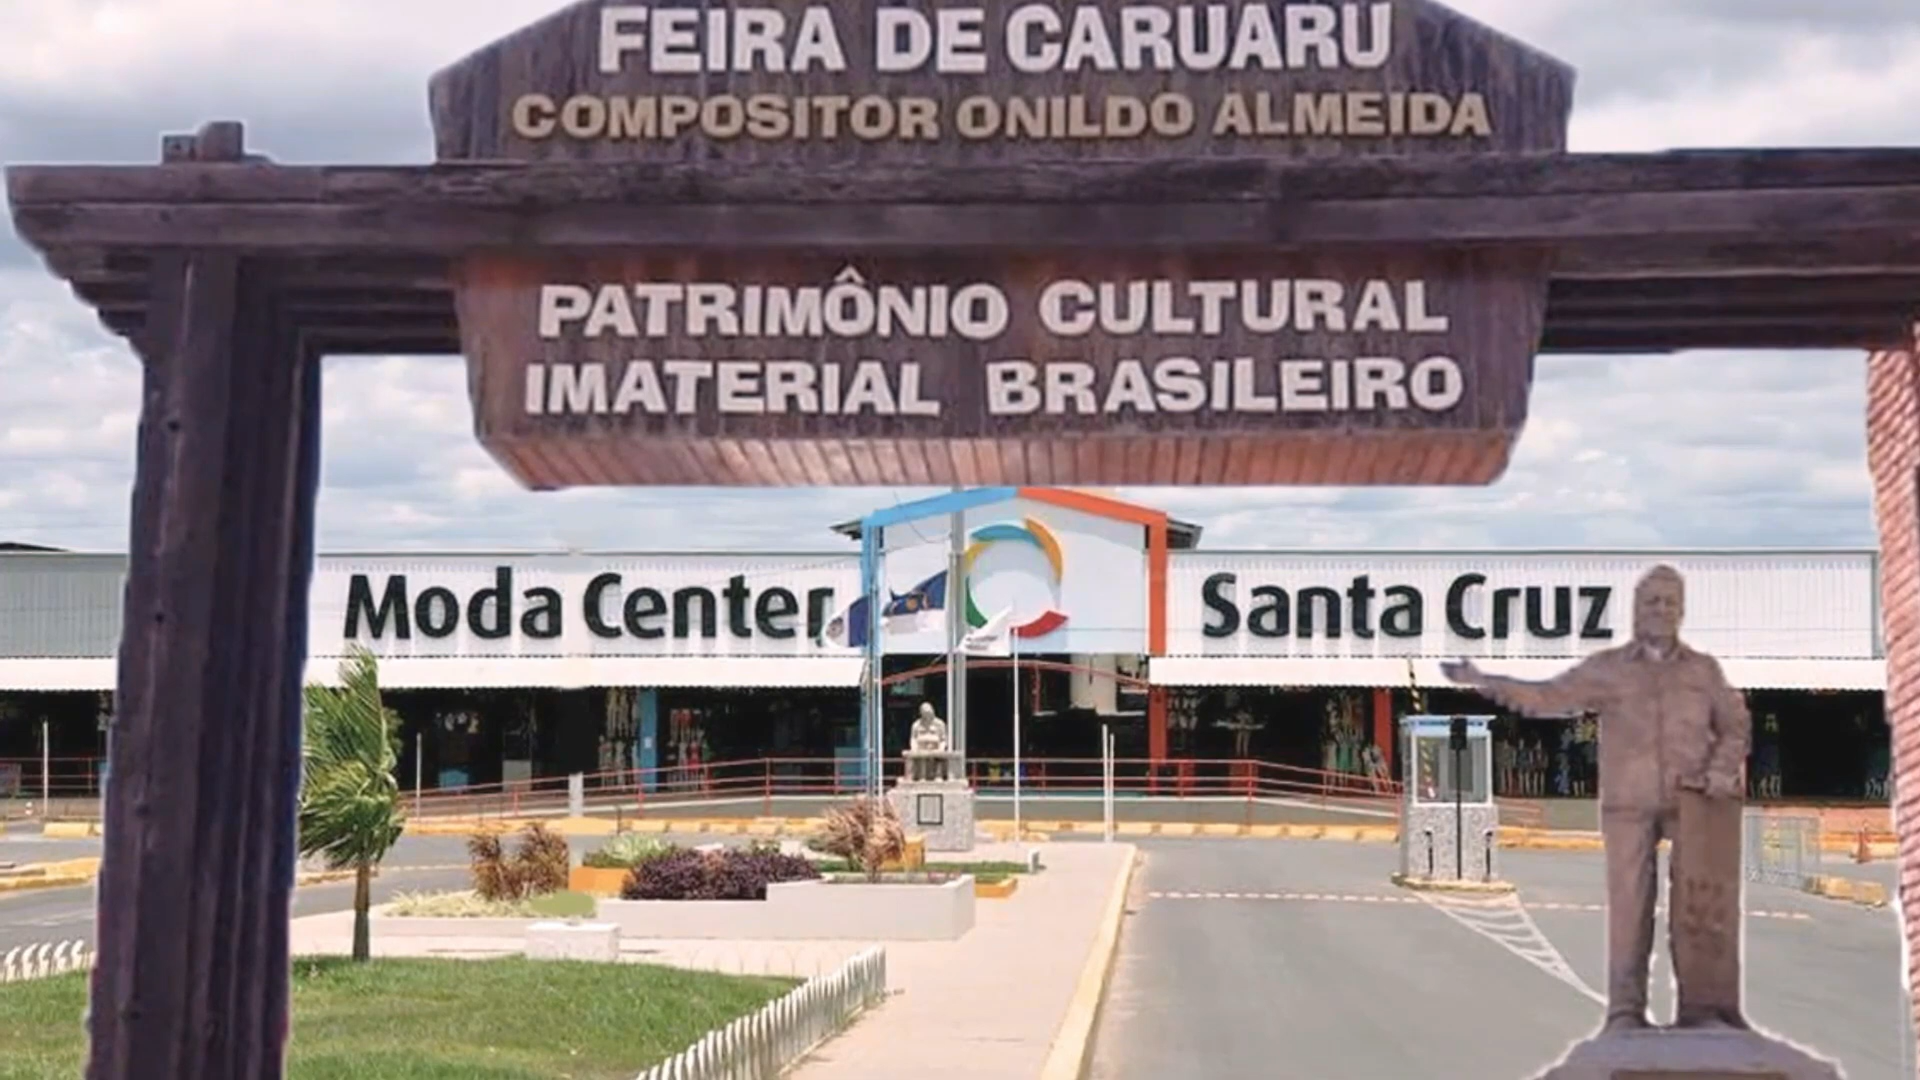 FEIRA DE CARUARU
COMPOSITOR ONILDO ALMEIDA
PATRIMÔNIO CULTURAL
IMATERIAL BRASILEIRO
Moda Center Santa Cruz